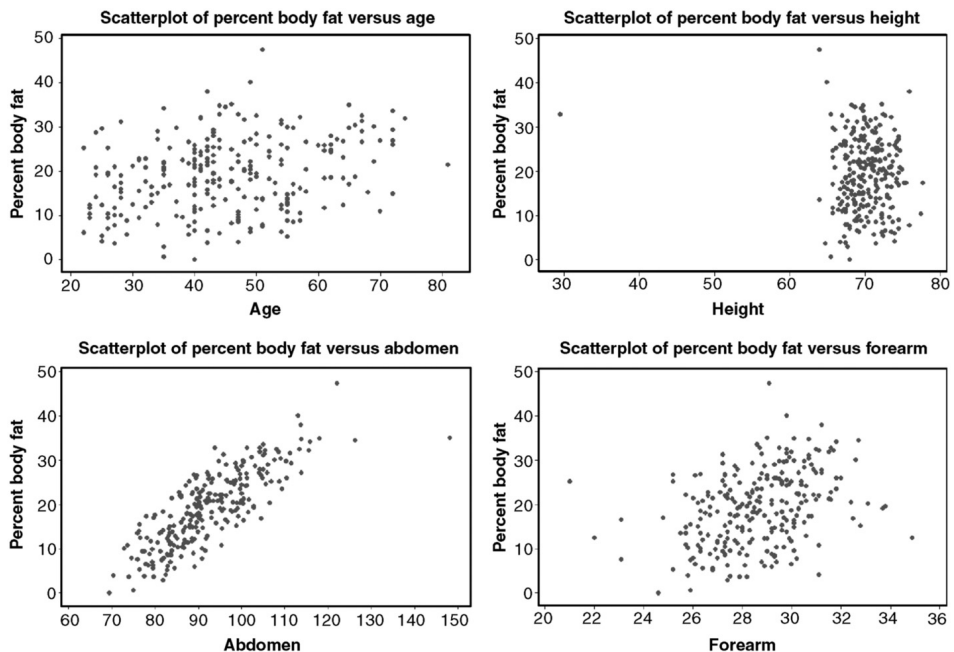 Scatterplot of percent body fat versus age
Percent body fat
50
40
30
20
10
0
20 30 40 50 60 70 80
Age
Scatterplot of percent body fat versus height
Percent body fat
50
40
30
20
10
0
30 40 50 60 70 80
Height
Scatterplot of percent body fat versus abdomen
Percent body fat
50
40
30
20
10
0
60 70 80 90 100 110 120 130 140 150
Abdomen
Scatterplot of percent body fat versus forearm
Percent body fat
50
40
30
20
10
0
20 22 24 26 28 30 32 34 36
Forearm